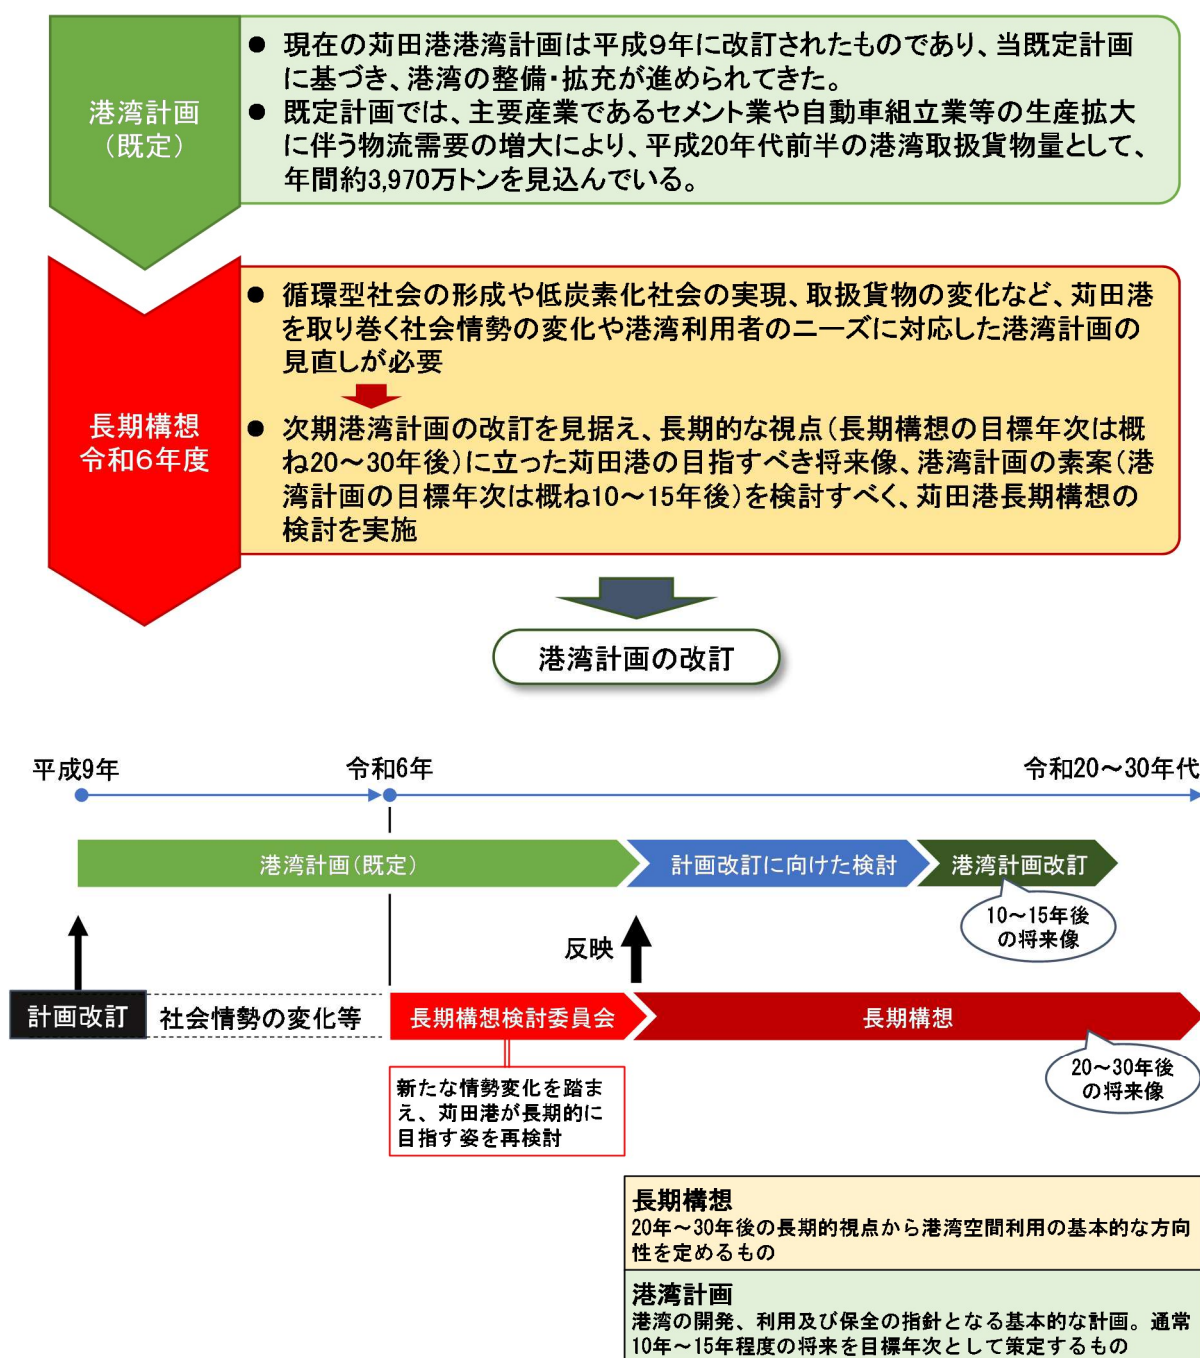 港湾計画
（既定）
● 現在の苅田港港湾計画は平成９年に改訂されたものであり、当既定計画
に基づき、港湾の整備・拡充が進められてきた。
● 既定計画では、主要産業であるセメント業や自動車組立業等の生産拡大
に伴う物流需要の増大により、平成20年代前半の港湾取扱貨物量として、
年間約3,970万トンを見込んでいる。
長期構想
令和６年度
● 循環型社会の形成や低炭素化社会の実現、取扱貨物の変化など、苅田港
を取り巻く社会情勢の変化や港湾利用者のニーズに対応した港湾計画の
見直しが必要
● 次期港湾計画の改訂を見据え、長期的な視点（長期構想の目標年次は概
ね20～30年後）に立った苅田港の目指すべき将来像、港湾計画の素案（港
湾計画の目標年次は概ね10～15年後）を検討すべく、苅田港長期構想の
検討を実施
港湾計画の改訂
平成9年
令和6年
令和20～30年代
港湾計画（既定）
計画改訂に向けた検討
港湾計画改訂
10～15年後
の将来像
反映
計画改訂
社会情勢の変化等
長期構想検討委員会
長期構想
新たな情勢変化を踏ま
え、苅田港が長期的に
目指す姿を再検討
20～30年後
の将来像
長期構想
20年～30年後の長期的視点から港湾空間利用の基本的な方向
性を定めるもの
港湾計画
港湾の開発、利用及び保全の指針となる基本的な計画。通常
10年～15年程度の将来を目標年次として策定するもの